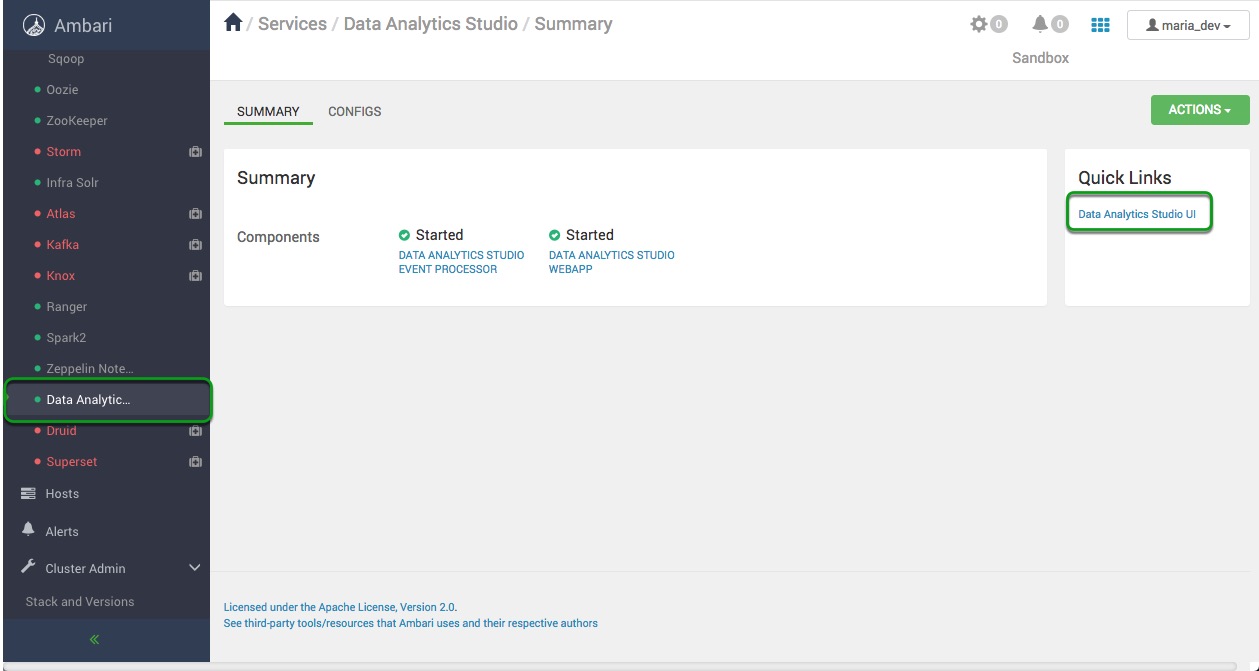 Ambari
/ Services / Data Analytics Studio / Summary
0
0
maria_dev
Sandbox
Sqoop
Oozie
ZooKeeper
Storm
Infra Solr
Atlas
Kafka
Knox
Ranger
Spark2
Zeppelin Note...
Data Analytic...
Druid
Superset
Hosts
Alerts
Cluster Admin
Stack and Versions
SUMMARY
CONFIGS
ACTIONS
Summary
Components
Started
DATA ANALYTICS STUDIO
EVENT PROCESSOR
Started
DATA ANALYTICS STUDIO
WEBAPP
Quick Links
Data Analytics Studio UI
Licensed under the Apache License, Version 2.0.
See third-party tools/resources that Ambari uses and their respective authors